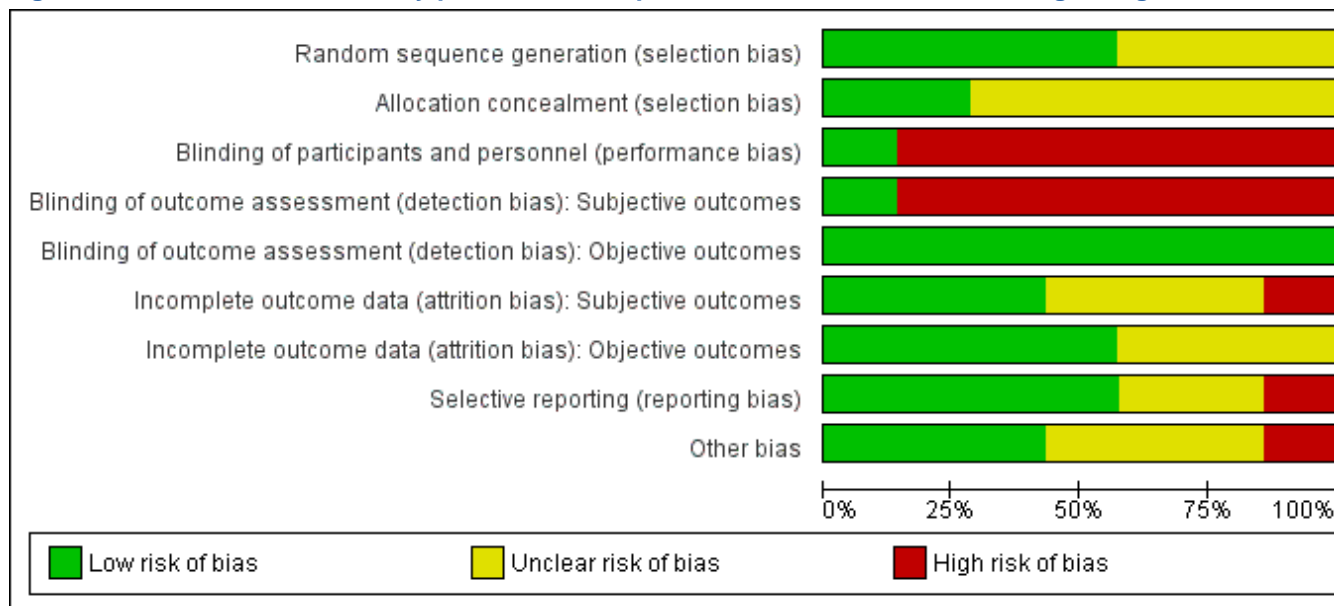 Random sequence generation (selection bias)
Allocation concealment (selection bias)
Blinding of participants and personnel (performance bias)
Blinding of outcome assessment (detection bias): Subjective outcomes
Blinding of outcome assessment (detection bias): Objective outcomes
Incomplete outcome data (attrition bias): Subjective outcomes
Incomplete outcome data (attrition bias): Objective outcomes
Selective reporting (reporting bias)
Other bias
0% 25% 50% 75% 100%
Low risk of bias Unclear risk of bias High risk of bias